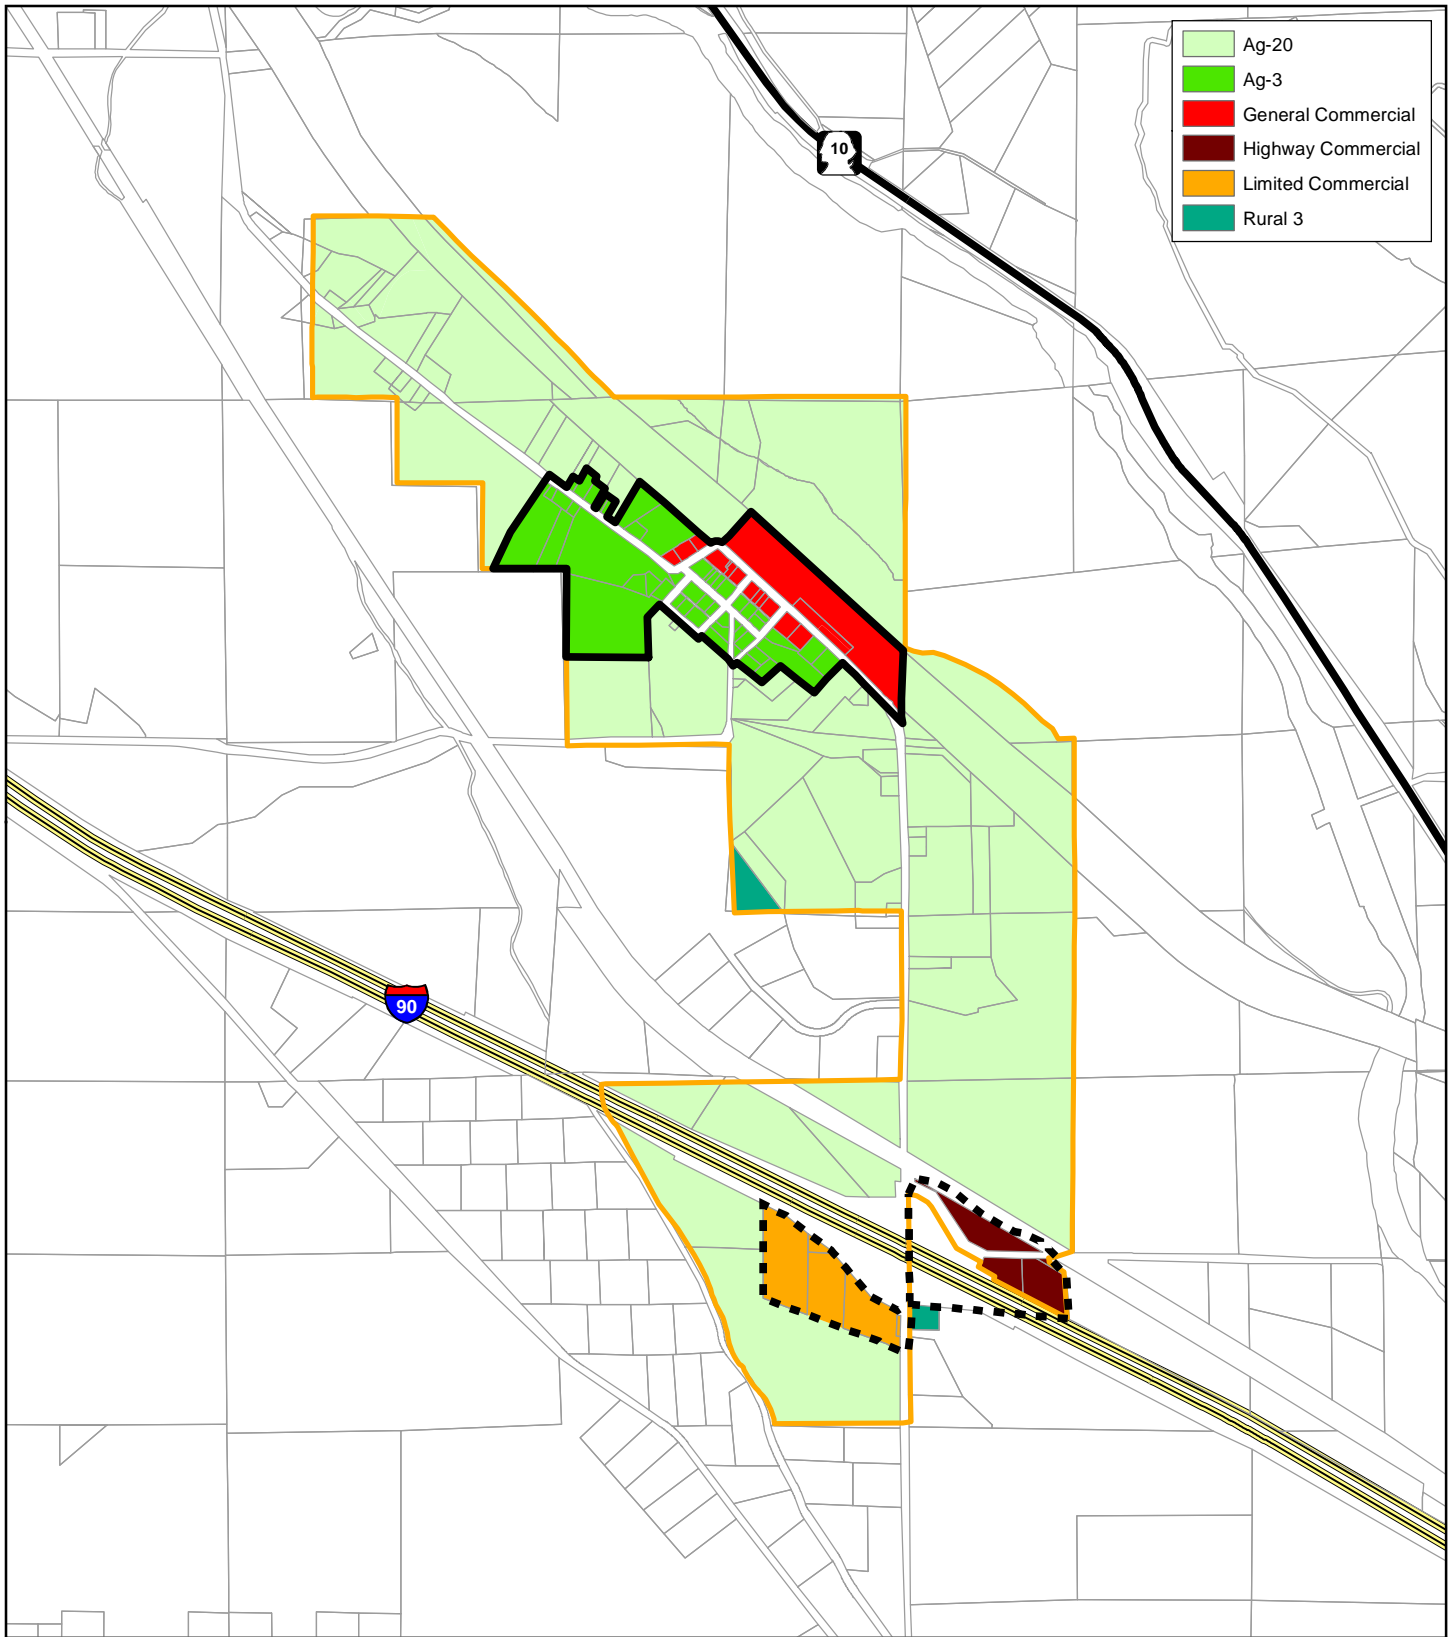 Ag-20
Ag-3
General Commercial
Highway Commercial
Limited Commercial
Rural 3
10
90